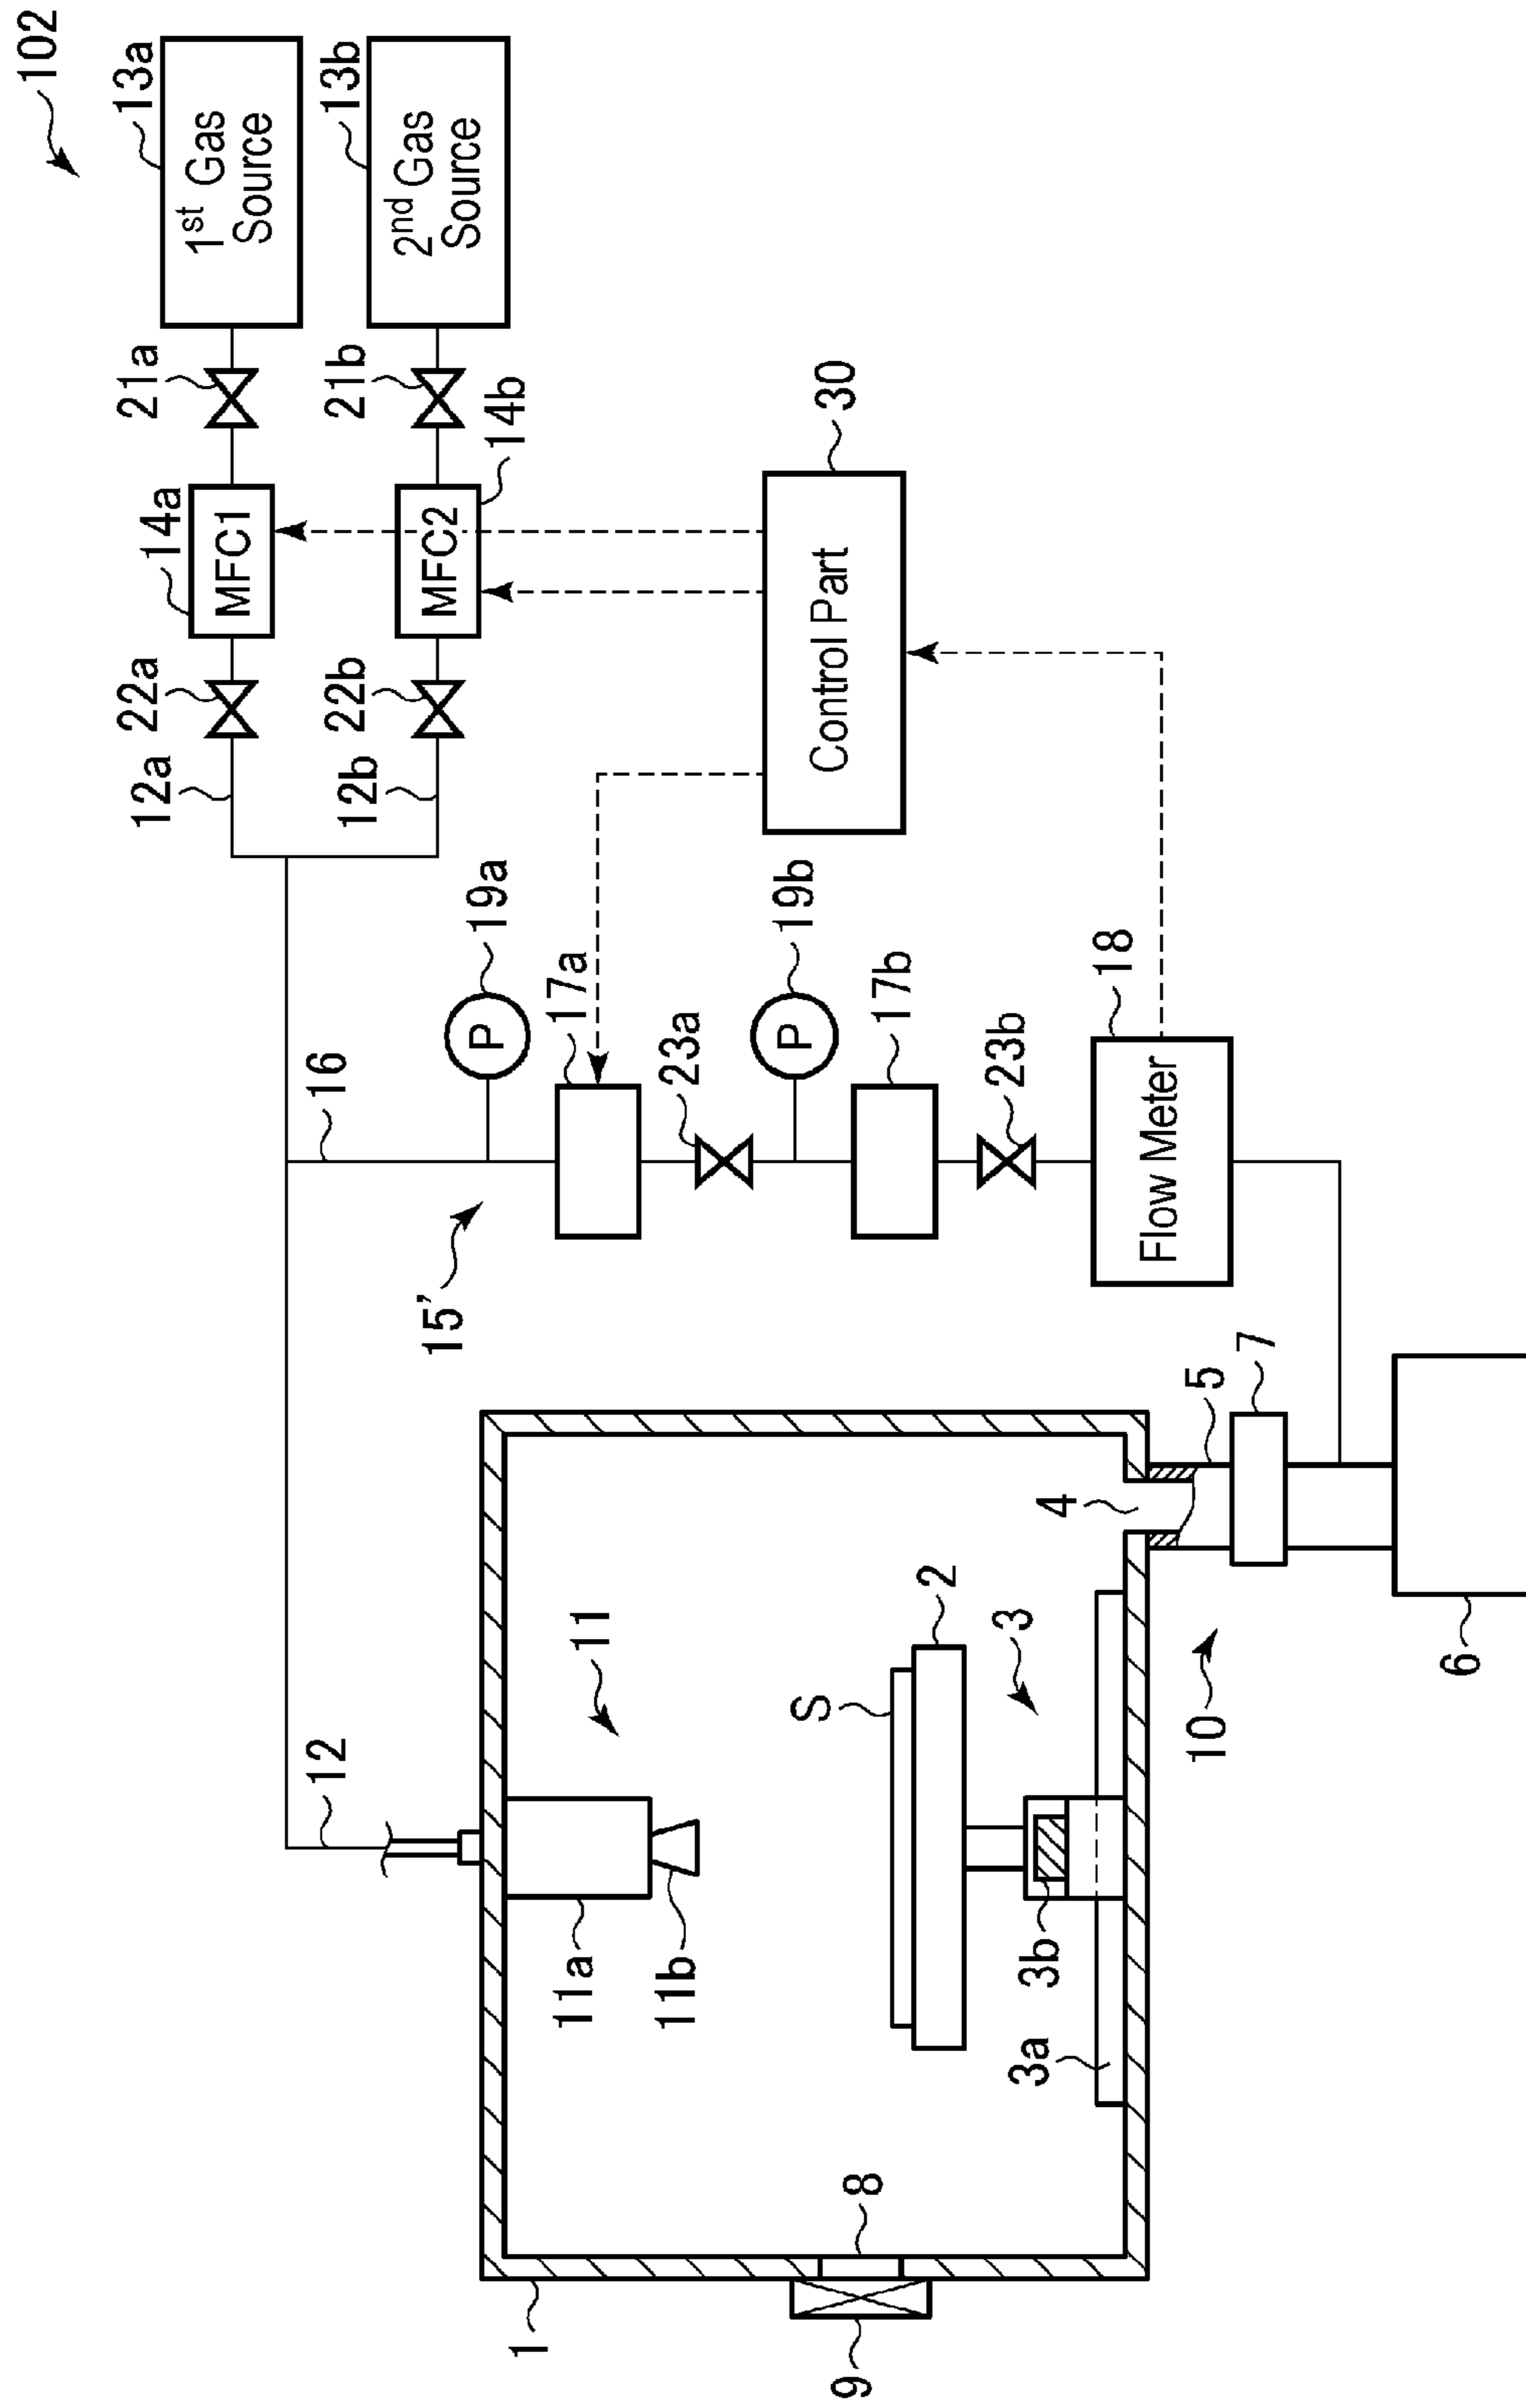 102
13a
1st Gas
Source
13b
2nd Gas
Source
21a
21b
14a
MFC1
14b
MFC2
22a
22b
12a
12b
30
Control Part
16
19a
P
17a
23a
19b
P
17b
23b
18
Flow Meter
15’
12
11
11a
11b
S
2
3
3b
3a
4
5
7
10
6
8
9
1